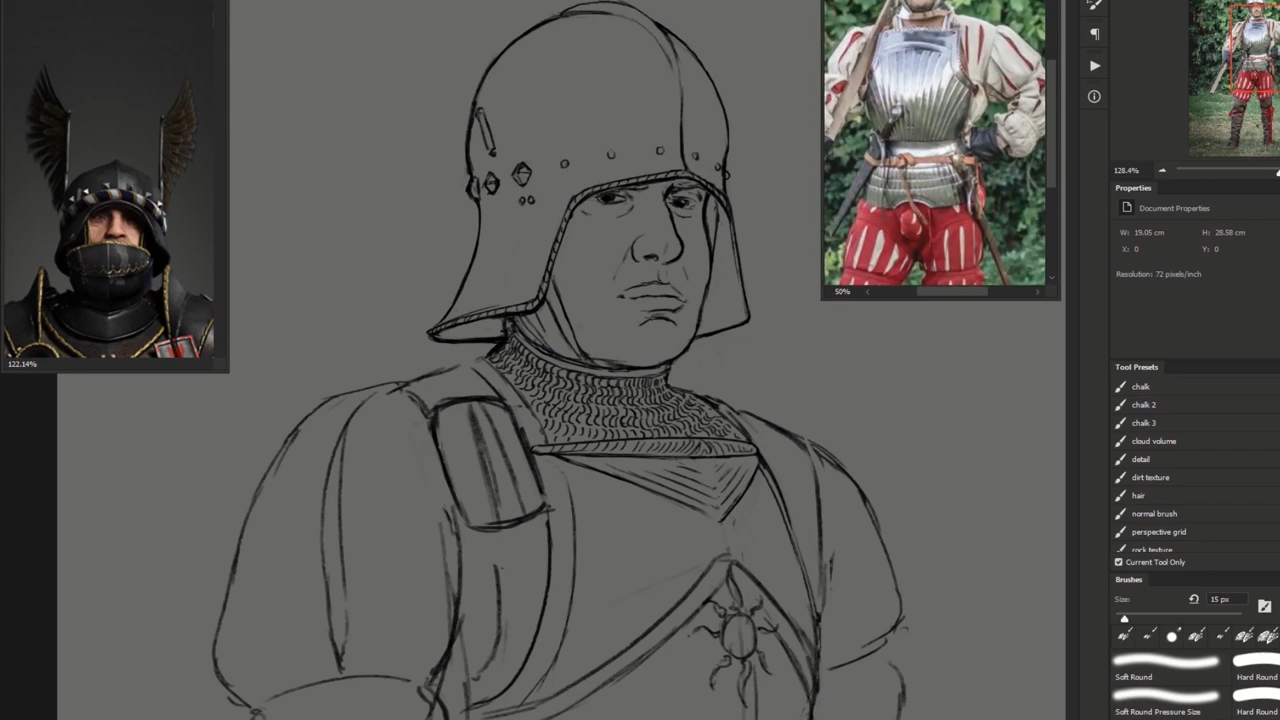 122.14%
50%
128.4%
Properties
Document Properties
W: 19.05 cm H: 28.58 cm
X: 0 Y: 0
Resolution: 72 pixels/inch
Tool Presets
chalk
chalk 2
chalk 3
cloud volume
detail
dirt texture
hair
normal brush
perspective grid
rock texture
Current Tool Only
Brushes
Size: 15 px
Soft Round Hard Round
Soft Round Pressure Size Hard Round